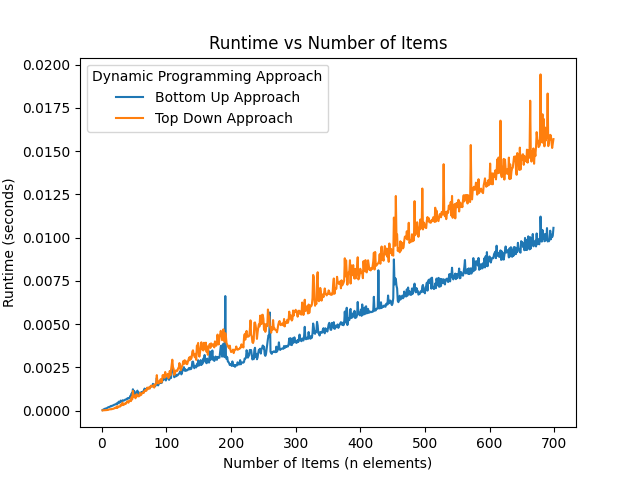 Runtime vs Number of Items
Dynamic Programming Approach
Bottom Up Approach
Top Down Approach
0.0200
0.0175
0.0150
0.0125
0.0100
0.0075
0.0050
0.0025
0.0000
Runtime (seconds)
0 100 200 300 400 500 600 700
Number of Items (n elements)